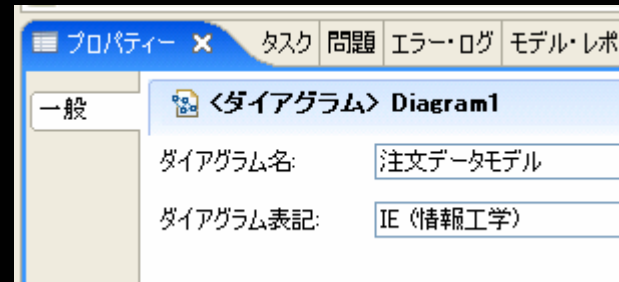 プロパティー タスク 問題 エラー・ログ モデル・レポ
一般
<ダイアグラム> Diagram1
ダイアグラム名: 注文データモデル
ダイアグラム表記: IE (情報工学)